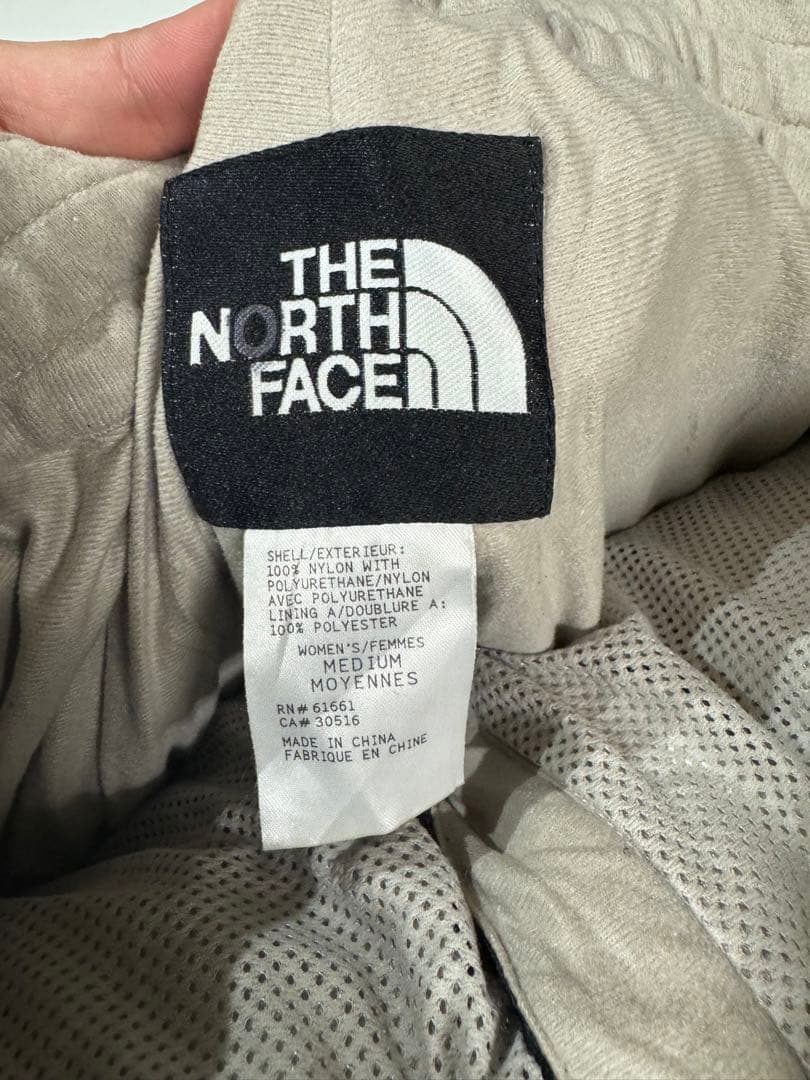 THE
NORTH
FACE
SHELL/EXTERIEUR:
100% NYLON WITH
POLYURETHANE/NYLON
AVEC POLYURETHANE
LINING A/DOUBLURE A:
100% POLYESTER
WOMEN'S/FEMMES
MEDIUM
MOYENNES
RN# 61661
CA# 30516
MADE IN CHINA
FABRIQUE EN CHINE